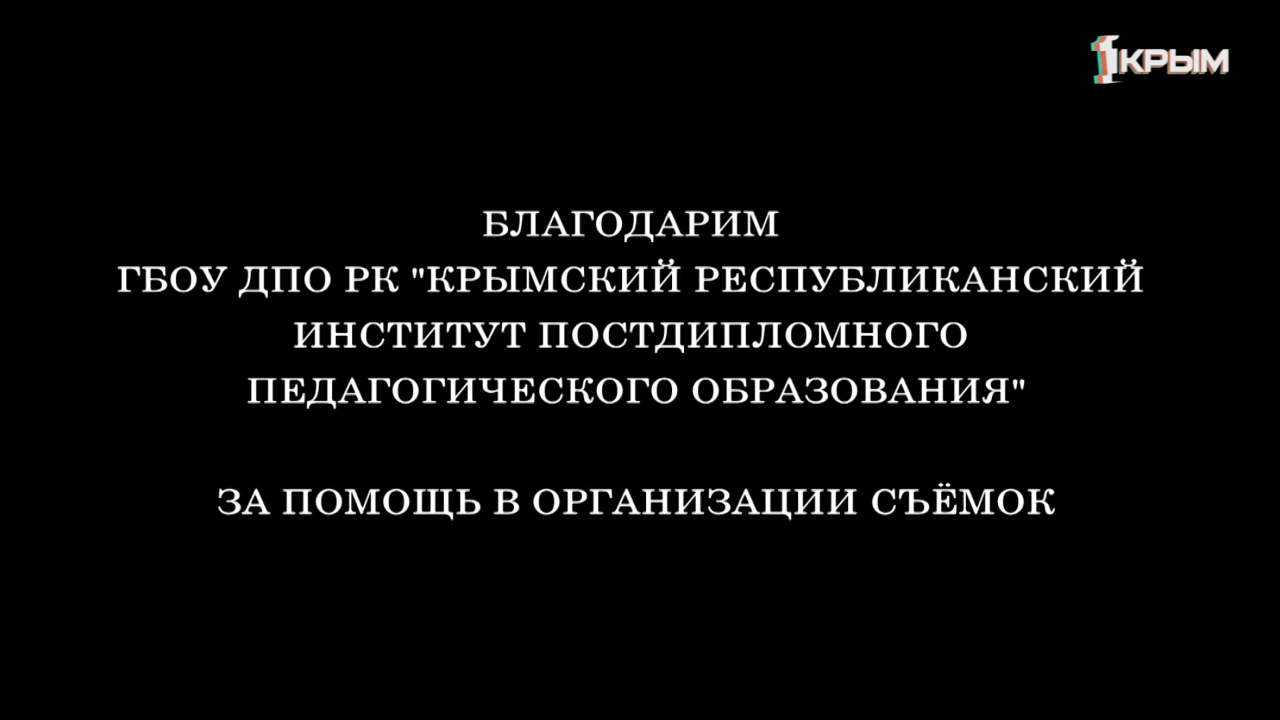 1КРЫМ
БЛАГОДАРИМ
ГБОУ ДПО РК "КРЫМСКИЙ РЕСПУБЛИКАНСКИЙ
ИНСТИТУТ ПОСТДИПЛОМНОГО
ПЕДАГОГИЧЕСКОГО ОБРАЗОВАНИЯ"
ЗА ПОМОЩЬ В ОРГАНИЗАЦИИ СЪЁМОК